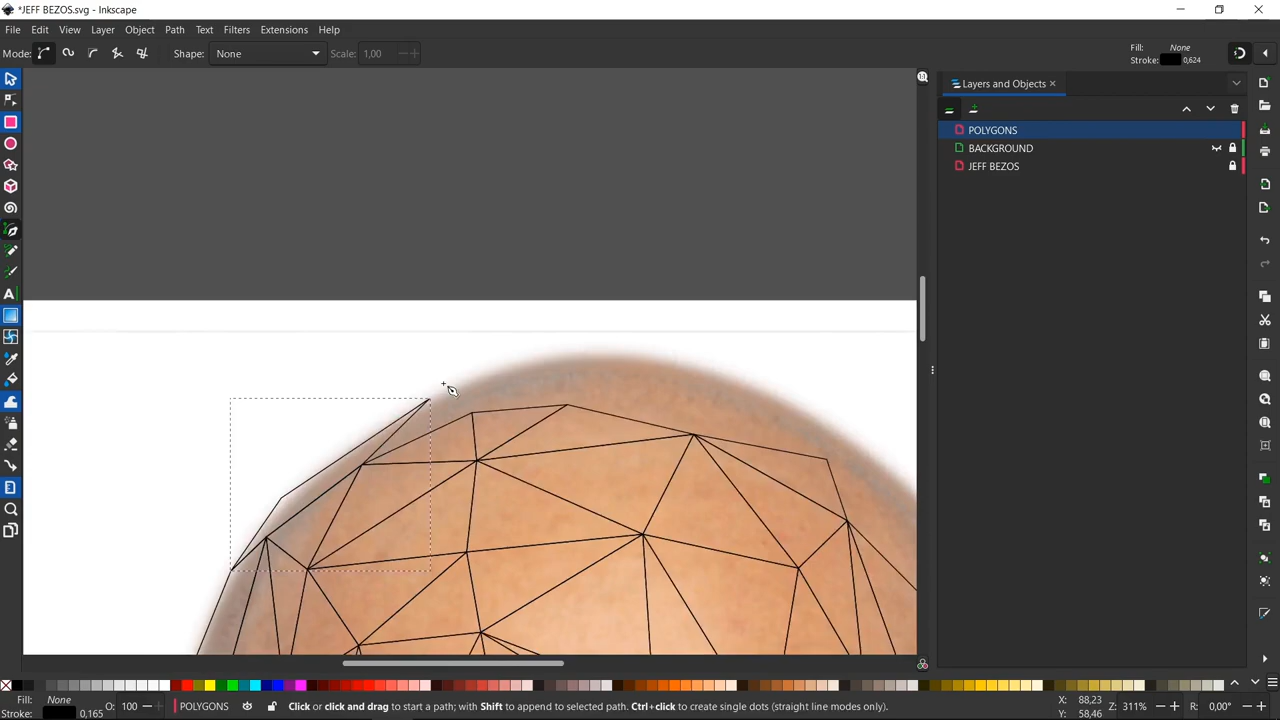 *JEFF BEZOS.svg - Inkscape
File Edit View Layer Object Path Text Filters Extensions Help
Mode: Shape: None Scale: 1,00 Fill: None
Stroke: 0,624
Layers and Objects
POLYGONS
BACKGROUND
JEFF BEZOS
Fill: None
Stroke: 0,165
O: 100
POLYGONS
Click or click and drag to start a path; with Shift to append to selected path. Ctrl+click to create single dots (straight line modes only).
X: 88,23
Y: 58,46
Z: 311%
R: 0,00°